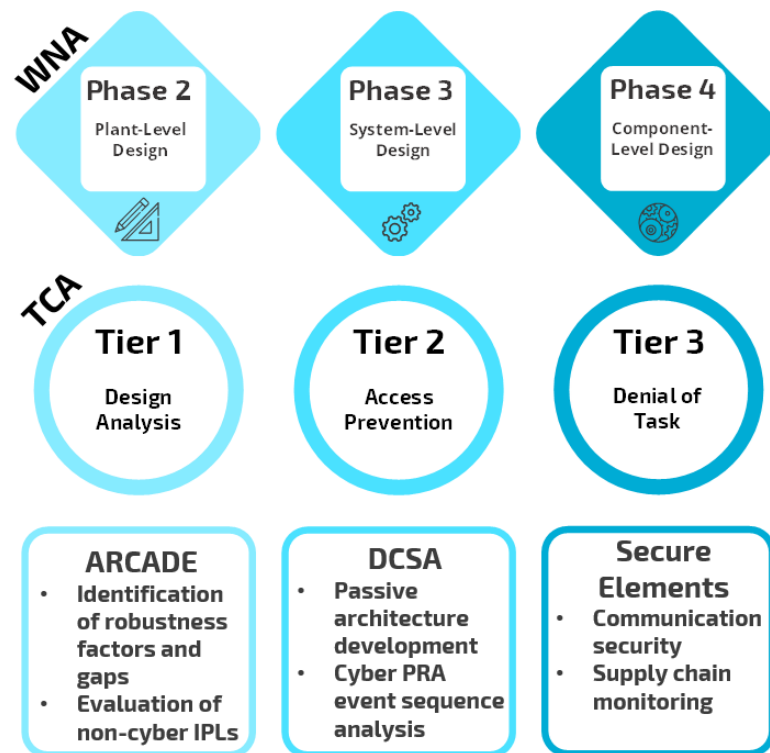 WNA
Phase 2
Plant-Level
Design
Phase 3
System-Level
Design
Phase 4
Component-
Level Design
TCA
Tier 1
Design
Analysis
Tier 2
Access
Prevention
Tier 3
Denial of
Task
ARCADE
• Identification
of robustness
factors and
gaps
• Evaluation of
non-cyber IPLs
DCSA
• Passive
architecture
development
• Cyber PRA
event sequence
analysis
Secure
Elements
• Communication
security
• Supply chain
monitoring